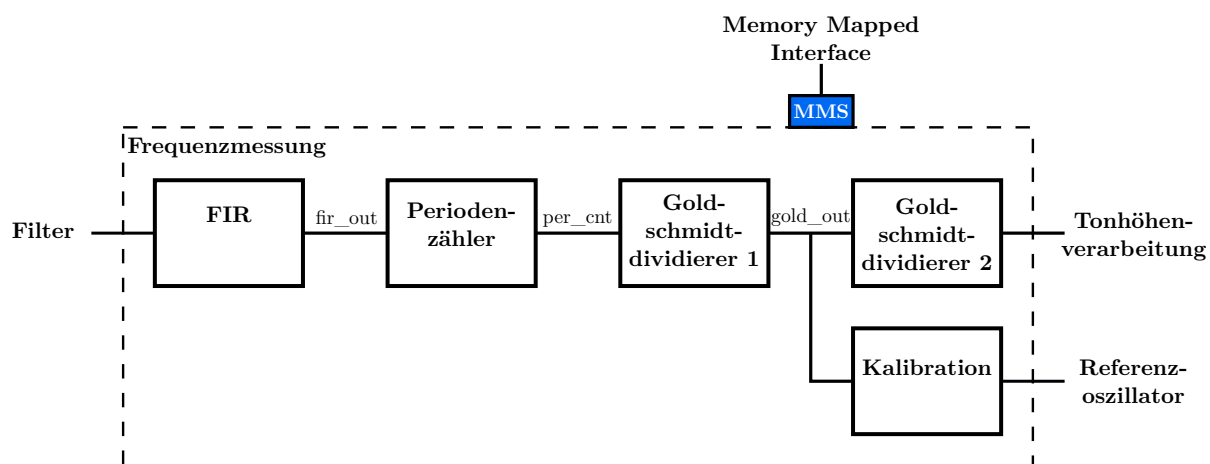 Memory Mapped
Interface
MMS
Frequenzmessung
Filter
FIR
fir_out
Perioden-
zähler
per_cnt
Gold-
schmidt-
dividierer 1
gold_out
Gold-
schmidt-
dividierer 2
Tonhöhen-
verarbeitung
Kalibration
Referenz-
oszillator